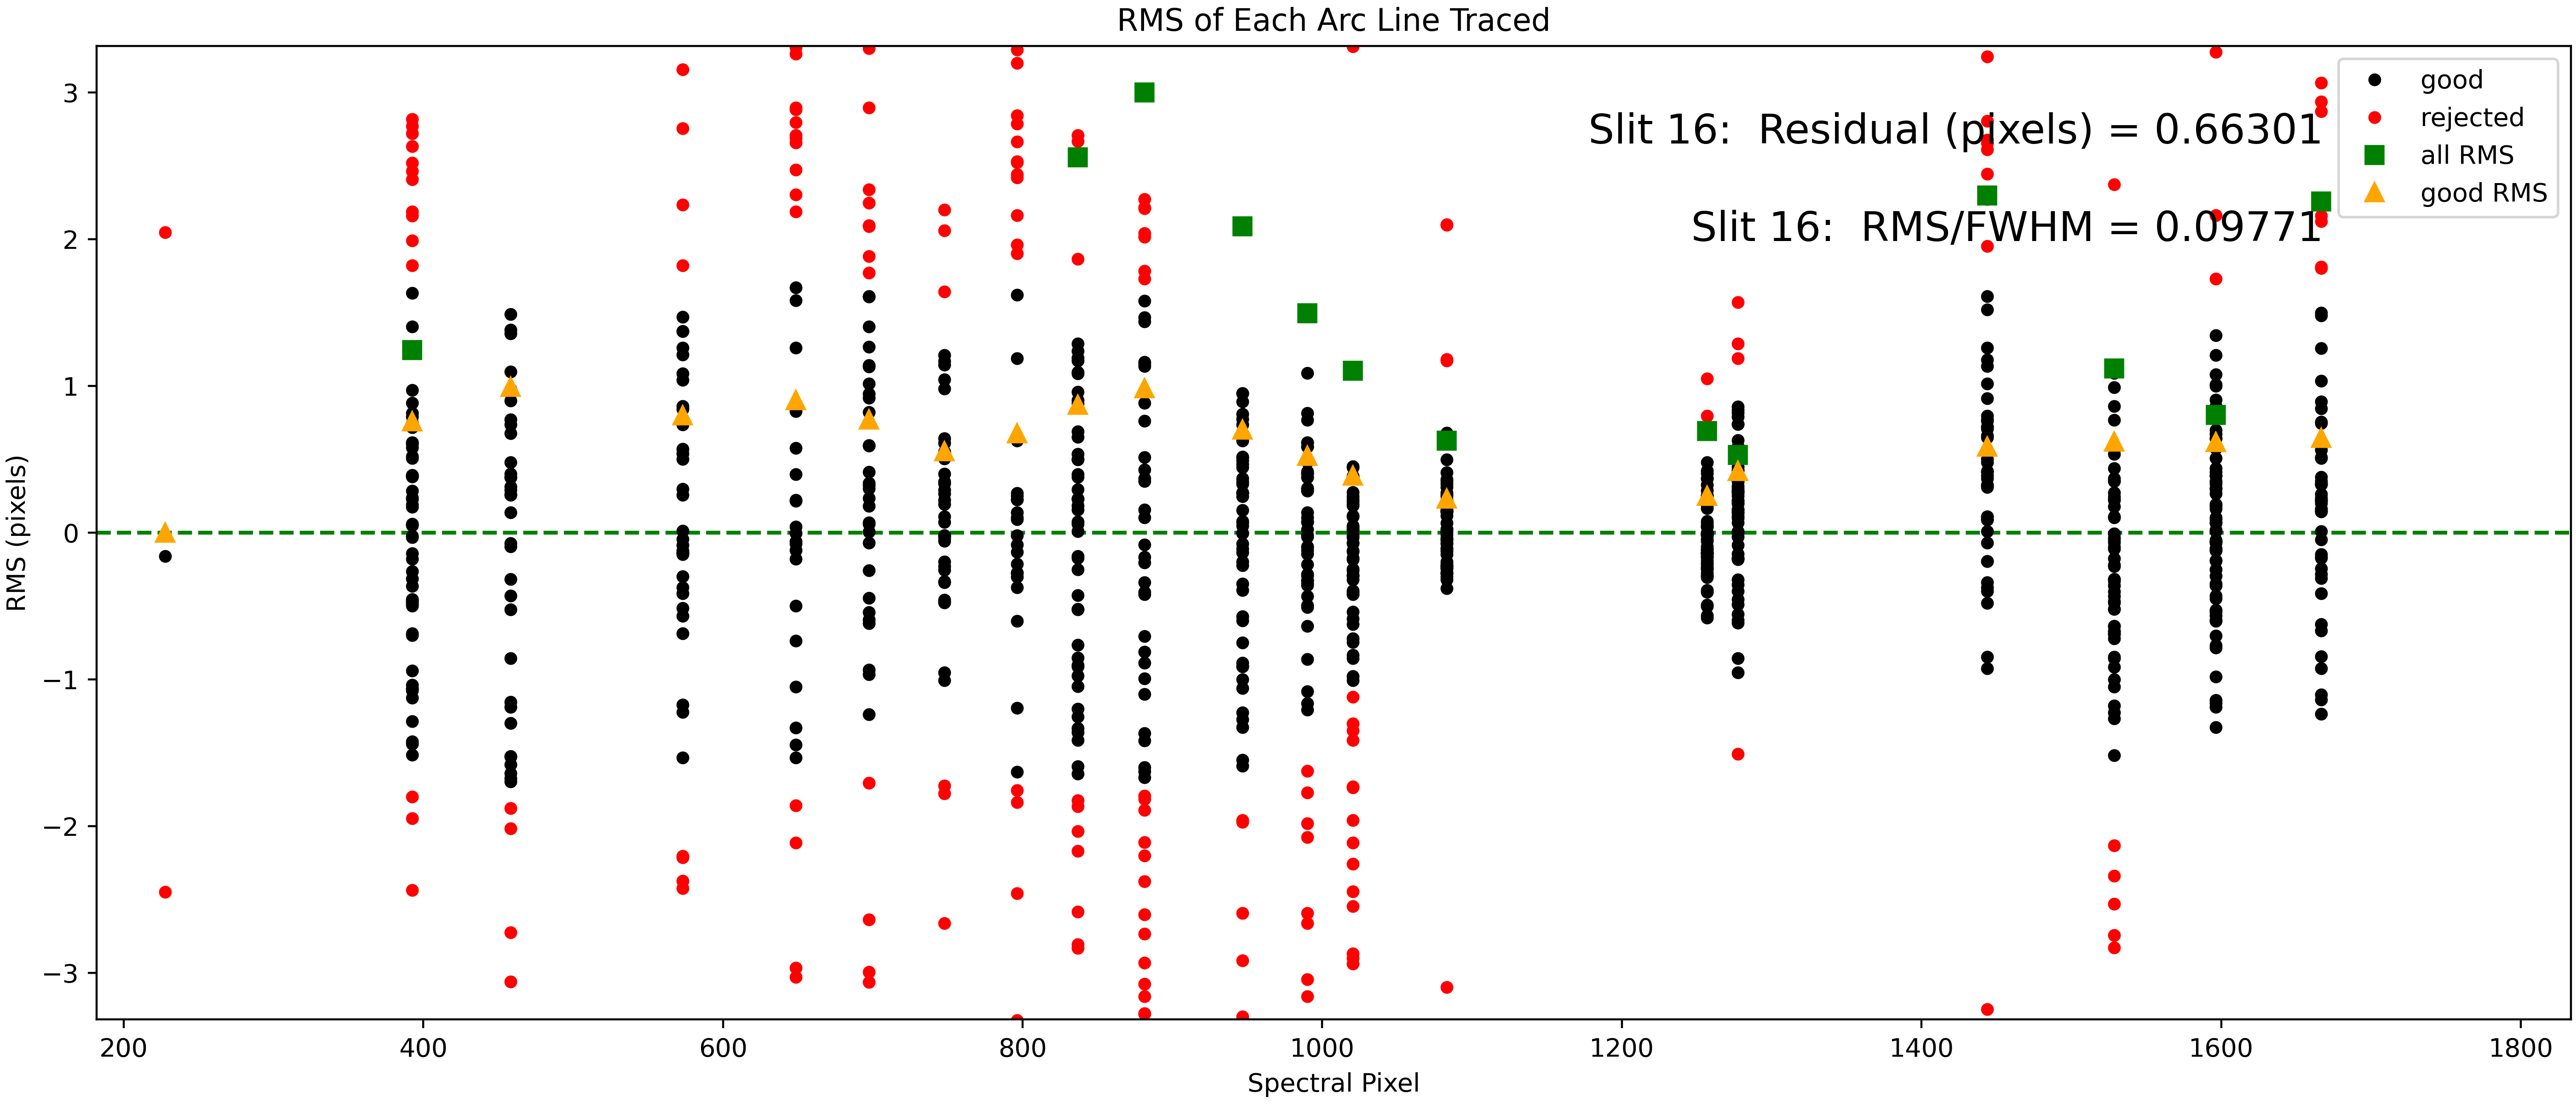 RMS of Each Arc Line Traced
RMS (pixels)
3
2
1
0
−1
−2
−3
Slit 16:  Residual (pixels) = 0.66301
Slit 16:  RMS/FWHM = 0.09771
good
rejected
all RMS
good RMS
200 400 600 800 1000 1200 1400 1600 1800
Spectral Pixel